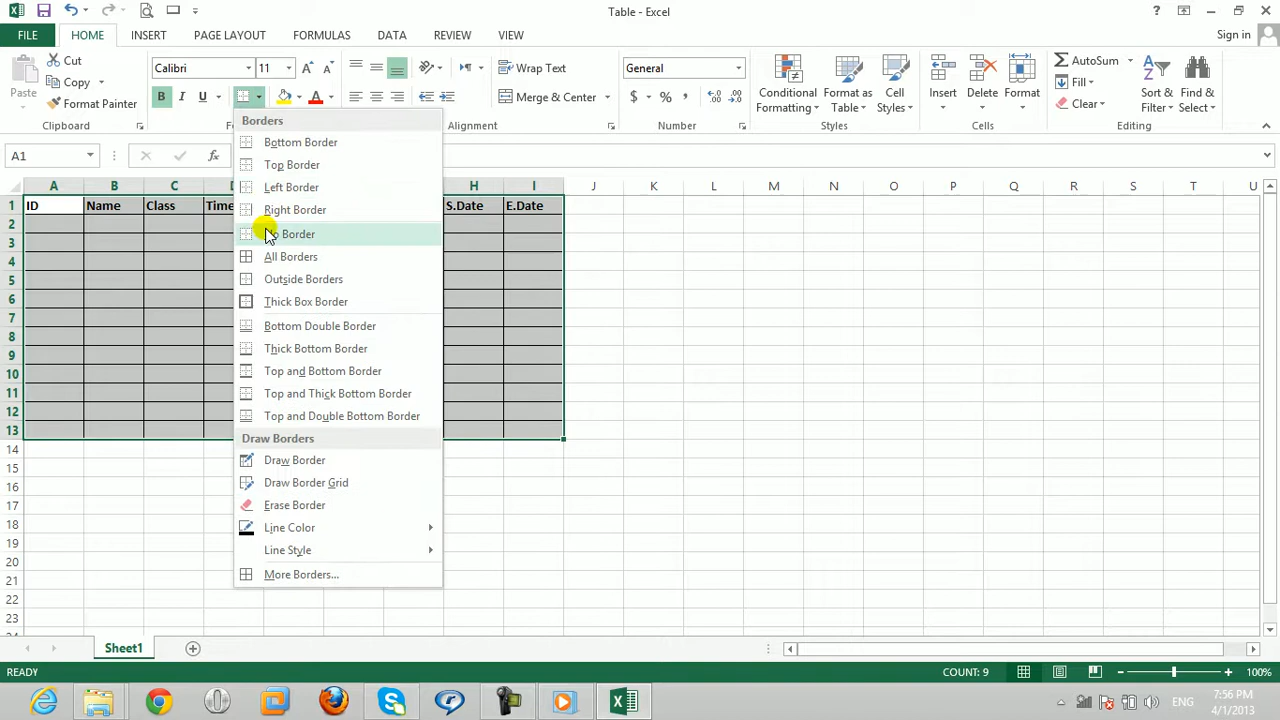 Table - Excel
?
FILE
HOME
INSERT
PAGE LAYOUT
FORMULAS
DATA
REVIEW
VIEW
Sign in
Paste
Cut
Copy
Format Painter
Clipboard
Calibri
11
B I U
Wrap Text
Merge & Center
Alignment
General
$ % ,
Number
Conditional Formatting
Format as Table
Cell Styles
Styles
Insert
Delete
Format
Cells
AutoSum
Fill
Clear
Sort & Filter
Find & Select
Editing
A1
fx
A B C H I J K L M N O P Q R S T U
1 ID Name Class Time S.Date E.Date
2
3
4
5
6
7
8
9
10
11
12
13
14
15
16
17
18
19
20
21
22
23
Borders
Bottom Border
Top Border
Left Border
Right Border
Border
All Borders
Outside Borders
Thick Box Border
Bottom Double Border
Thick Bottom Border
Top and Bottom Border
Top and Thick Bottom Border
Top and Double Bottom Border
Draw Borders
Draw Border
Draw Border Grid
Erase Border
Line Color
Line Style
More Borders...
Sheet1
READY
COUNT: 9
100%
ENG
7:56 PM
4/1/2013